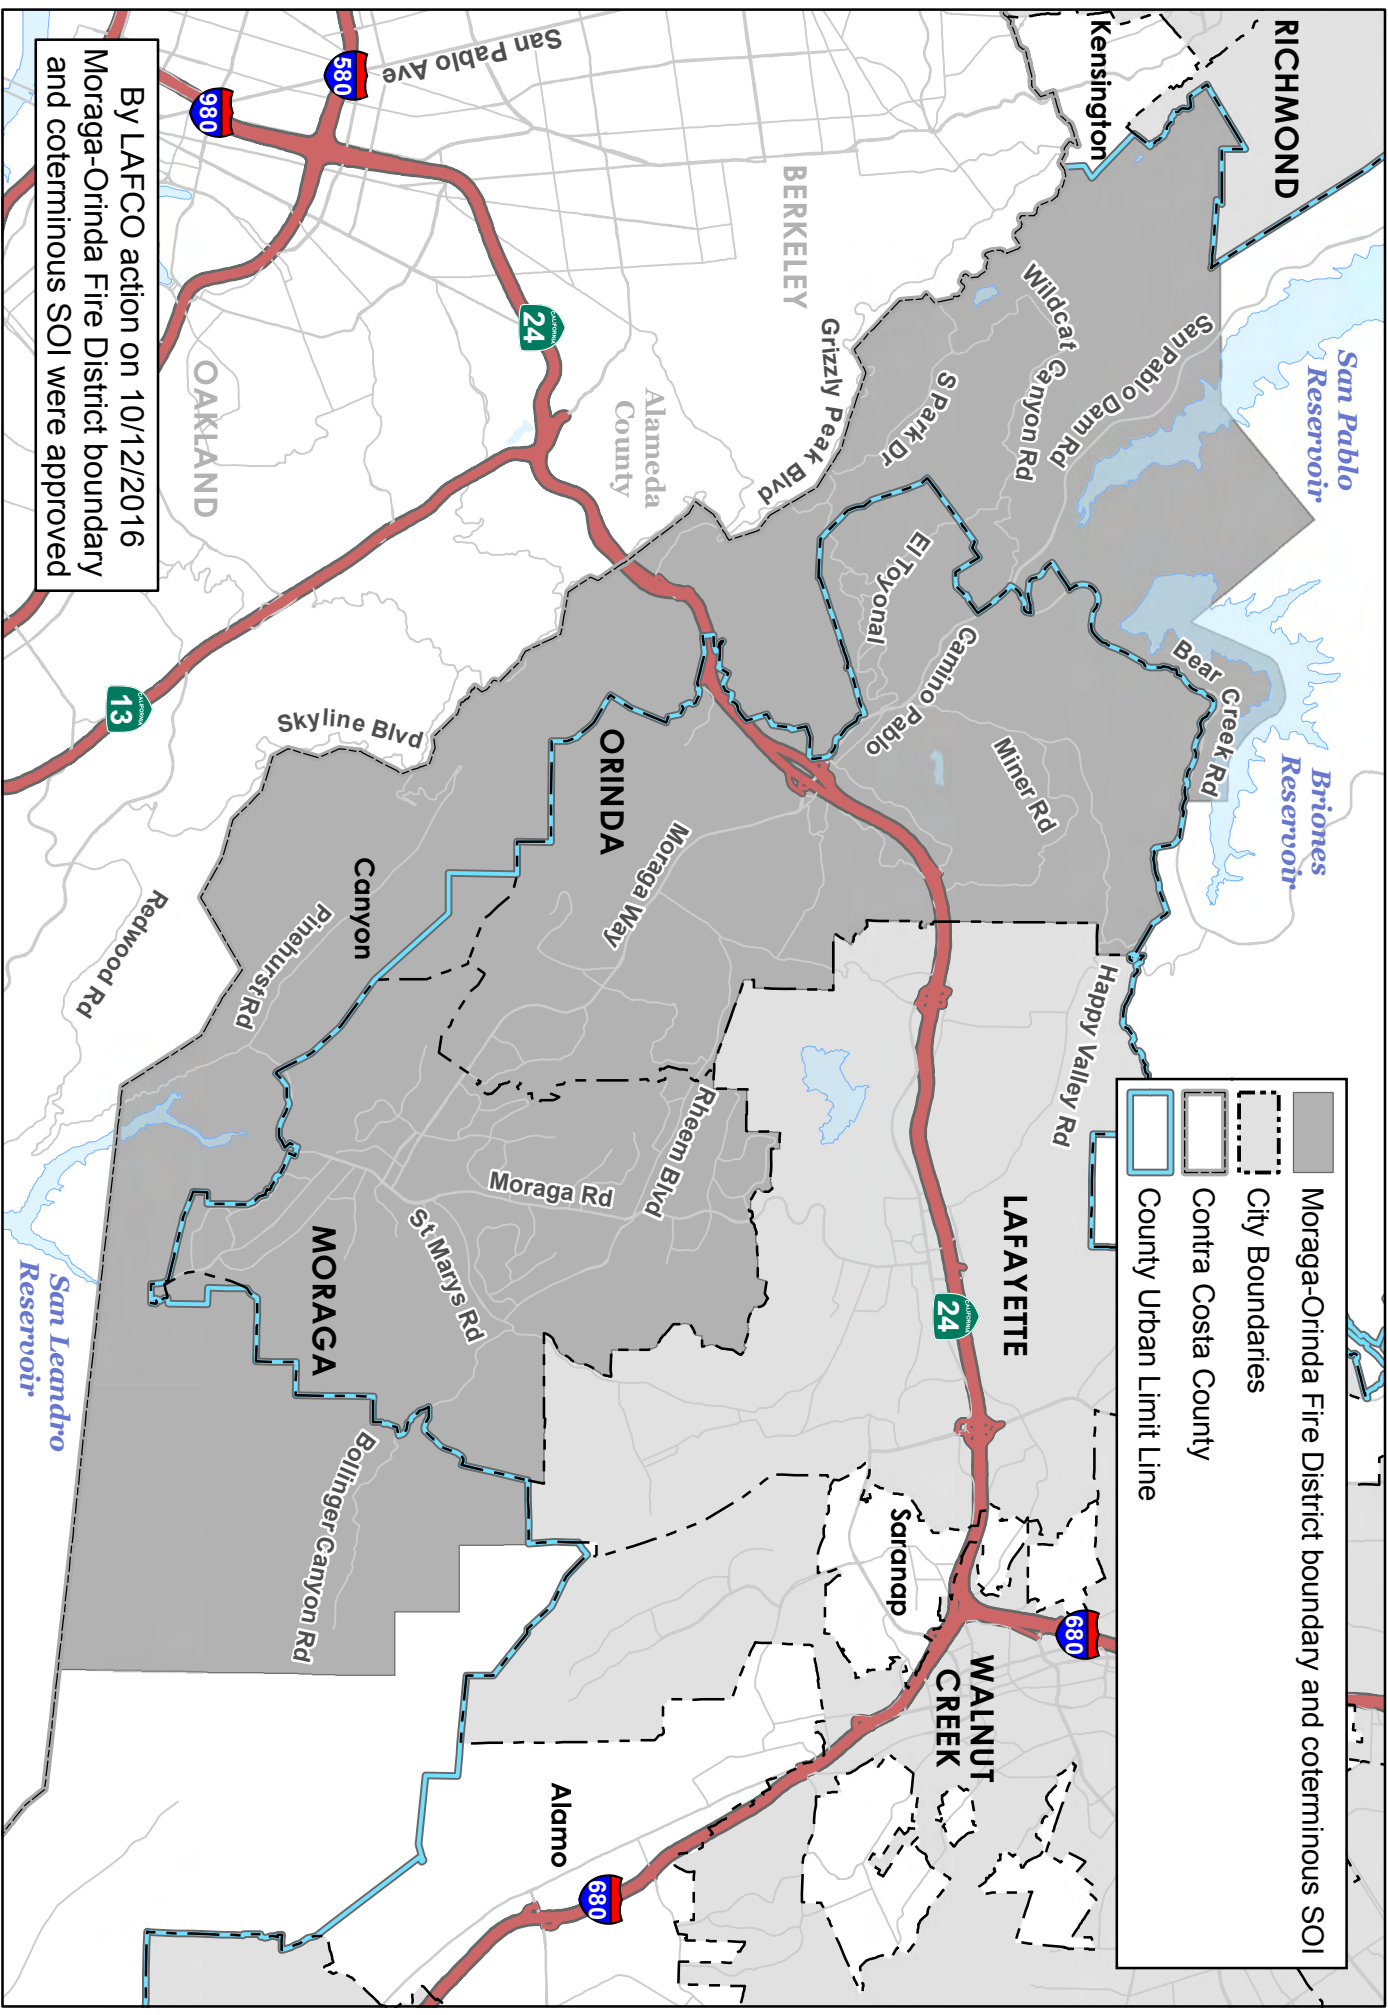 RICHMOND
Kensington
San Pablo
Reservoir
Briones
Reservoir
San Pablo Dam Rd
Wildcat Canyon Rd
S Park Dr
Grizzly Peak Blvd
El Toyonal
Camino Pablo
Bear Creek Rd
Miner Rd
Happy Valley Rd
BERKELEY
San Pablo Ave
580
980
CALIFORNIA
24
Alameda
County
OAKLAND
CALIFORNIA
13
Skyline Blvd
ORINDA
Moraga Way
Canyon
Pinehurst Rd
Redwood Rd
Rheem Blvd
Moraga Rd
St Marys Rd
MORAGA
LAFAYETTE
CALIFORNIA
24
Saranap
WALNUT
CREEK
680
Bollinger Canyon Rd
San Leandro
Reservoir
Alamo
680
Moraga-Orinda Fire District boundary and coterminous SOI
City Boundaries
Contra Costa County
County Urban Limit Line
By LAFCO action on 10/12/2016
Moraga-Orinda Fire District boundary
and coterminous SOI were approved